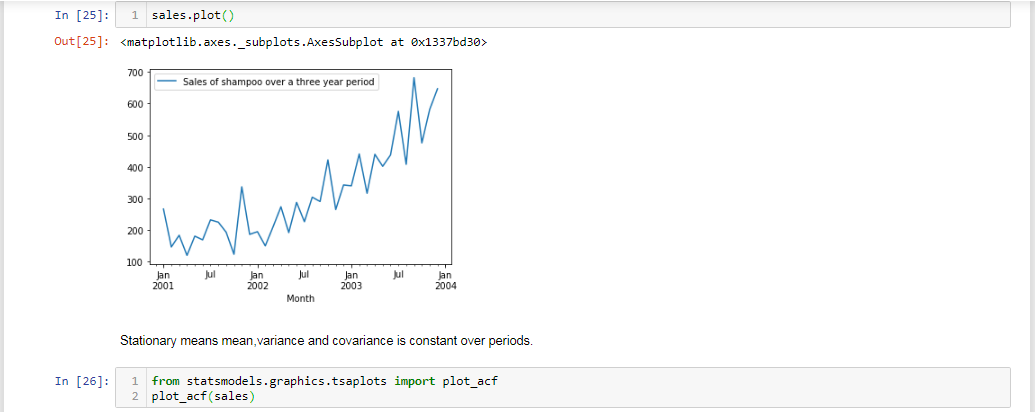 In [25]: 1 sales.plot()
Out[25]: <matplotlib.axes._subplots.AxesSubplot at 0x1337bd30>
700
Sales of shampoo over a three year period
600
500
400
300
200
100
Jan Jul Jan Jul Jan Jul Jan
2001 2002 2003 2004
Month
Stationary means mean,variance and covariance is constant over periods.
In [26]: 1 from statsmodels.graphics.tsaplots import plot_acf
2 plot_acf(sales)